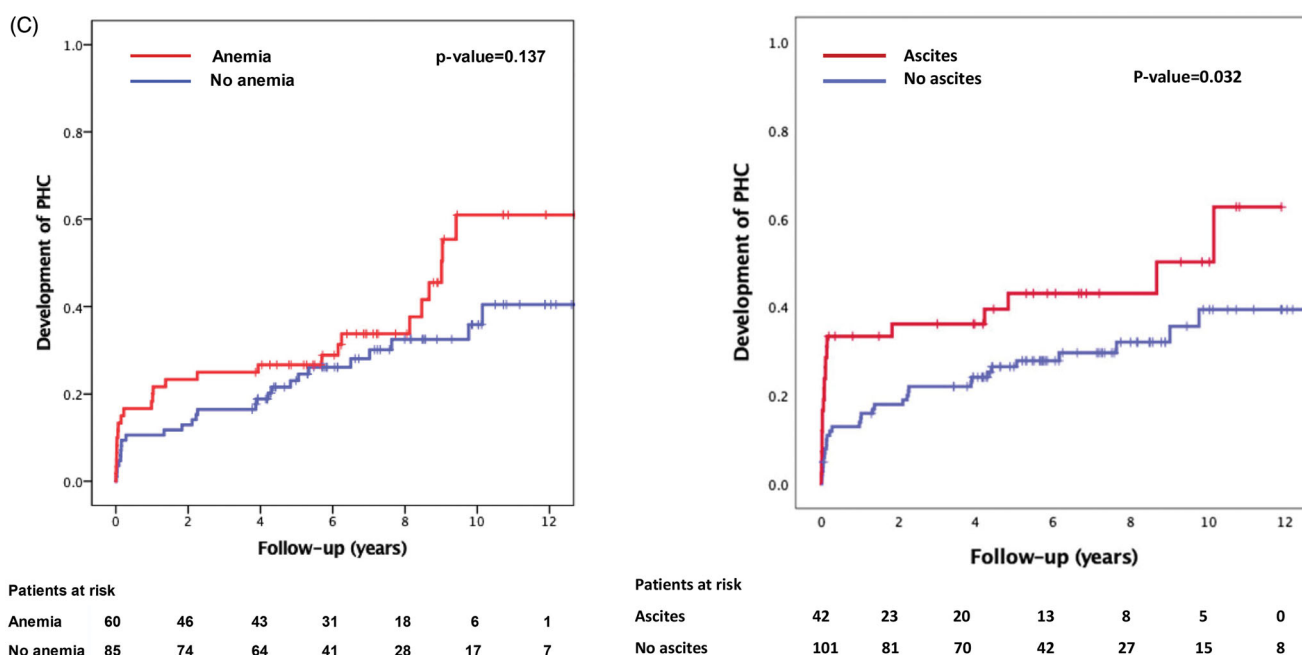 (C)
Anemia
No anemia
p-value=0.137
1.0
0.8
0.6
0.4
0.2
0.0
Development of PHC
0 2 4 6 8 10 12
Follow-up (years)
Patients at risk
Anemia 60 46 43 31 18 6 1
No anemia 85 74 64 41 28 17 7
Ascites
No ascites
P-value=0.032
1.0
0.8
0.6
0.4
0.2
0.0
Development of PHC
0 2 4 6 8 10 12
Follow-up (years)
Patients at risk
Ascites 42 23 20 13 8 5 0
No ascites 101 81 70 42 27 15 8